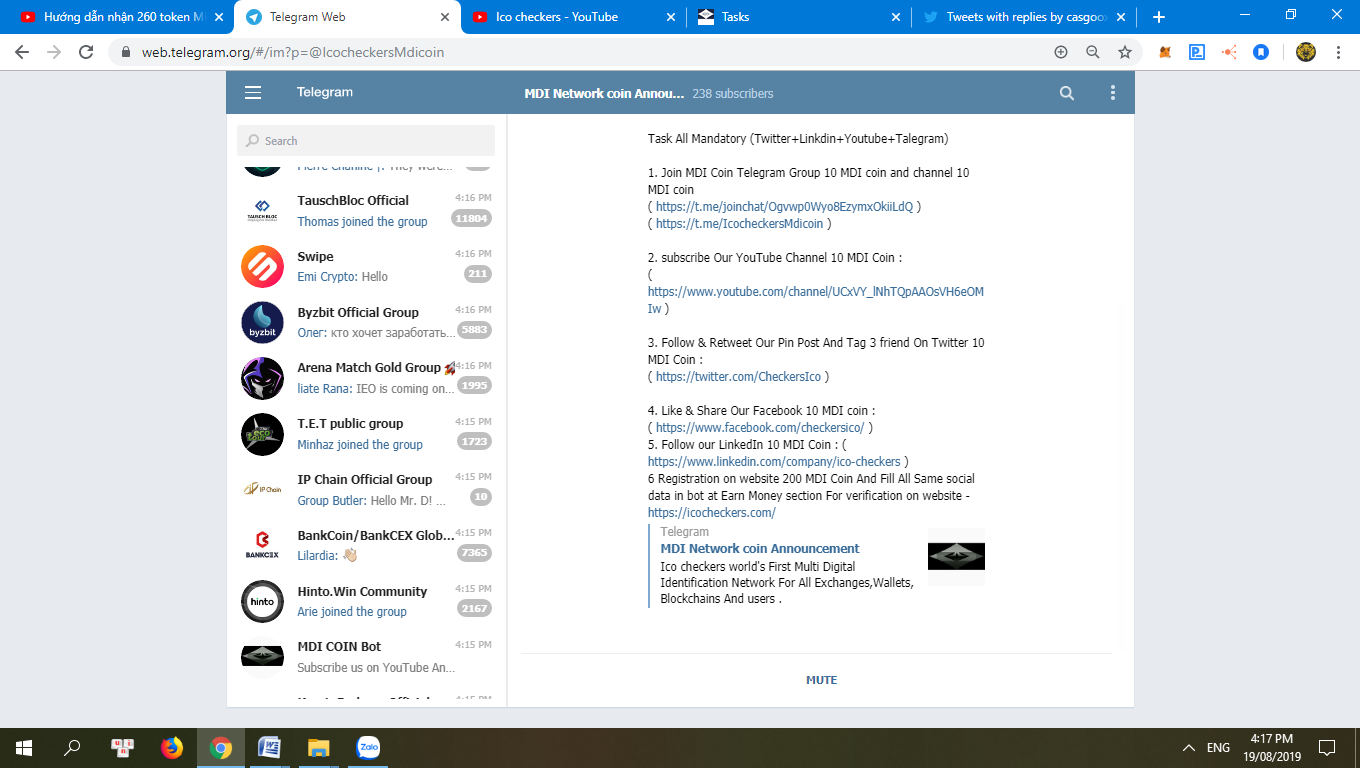 Hướng dẫn nhận 260 token M
Telegram Web
Ico checkers - YouTube
Tasks
Tweets with replies by casgoo
web.telegram.org/#/im?p=@IcocheckersMdicoin
Telegram
MDI Network coin Annou... 238 subscribers
Search
TauschBloc Official 4:16 PM
TAUSCH BLOC
Thomas joined the group 11804
Swipe 4:16 PM
Emi Crypto: Hello 211
Byzbit Official Group 4:16 PM
byzbit
Олег: кто хочет заработать... 5883
Arena Match Gold Group 🚀 4:16 PM
liate Rana: IEO is coming on... 1995
T.E.T public group 4:15 PM
Minhaz joined the group 1723
IP Chain Official Group 4:15 PM
IP Chain
Group Butler: Hello Mr. D! ... 10
BankCoin/BankCEX Glob... 4:15 PM
BANKCEX
Lilardia: 👋🏼 7365
Hinto.Win Community 4:15 PM
hinto
Arie joined the group 2167
MDI COIN Bot 4:15 PM
Subscribe us on YouTube An...
Task All Mandatory (Twitter+Linkdin+Youtube+Talegram)
1. Join MDI Coin Telegram Group 10 MDI coin and channel 10
MDI coin
( https://t.me/joinchat/Ogvwp0Wyo8EzymxOkiiLdQ )
( https://t.me/IcocheckersMdicoin )
2. subscribe Our YouTube Channel 10 MDI Coin :
(
https://www.youtube.com/channel/UCxVY_lNhTQpAAOsVH6eOM
Iw )
3. Follow & Retweet Our Pin Post And Tag 3 friend On Twitter 10
MDI Coin :
( https://twitter.com/CheckersIco )
4. Like & Share Our Facebook 10 MDI coin :
( https://www.facebook.com/checkersico/ )
5. Follow our LinkedIn 10 MDI Coin : (
https://www.linkedin.com/company/ico-checkers )
6 Registration on website 200 MDI Coin And Fill All Same social
data in bot at Earn Money section For verification on website -
https://icocheckers.com/
Telegram
MDI Network coin Announcement
Ico checkers world's First Multi Digital
Identification Network For All Exchanges,Wallets,
Blockchains And users .
MUTE
Zalo
ENG
4:17 PM
19/08/2019